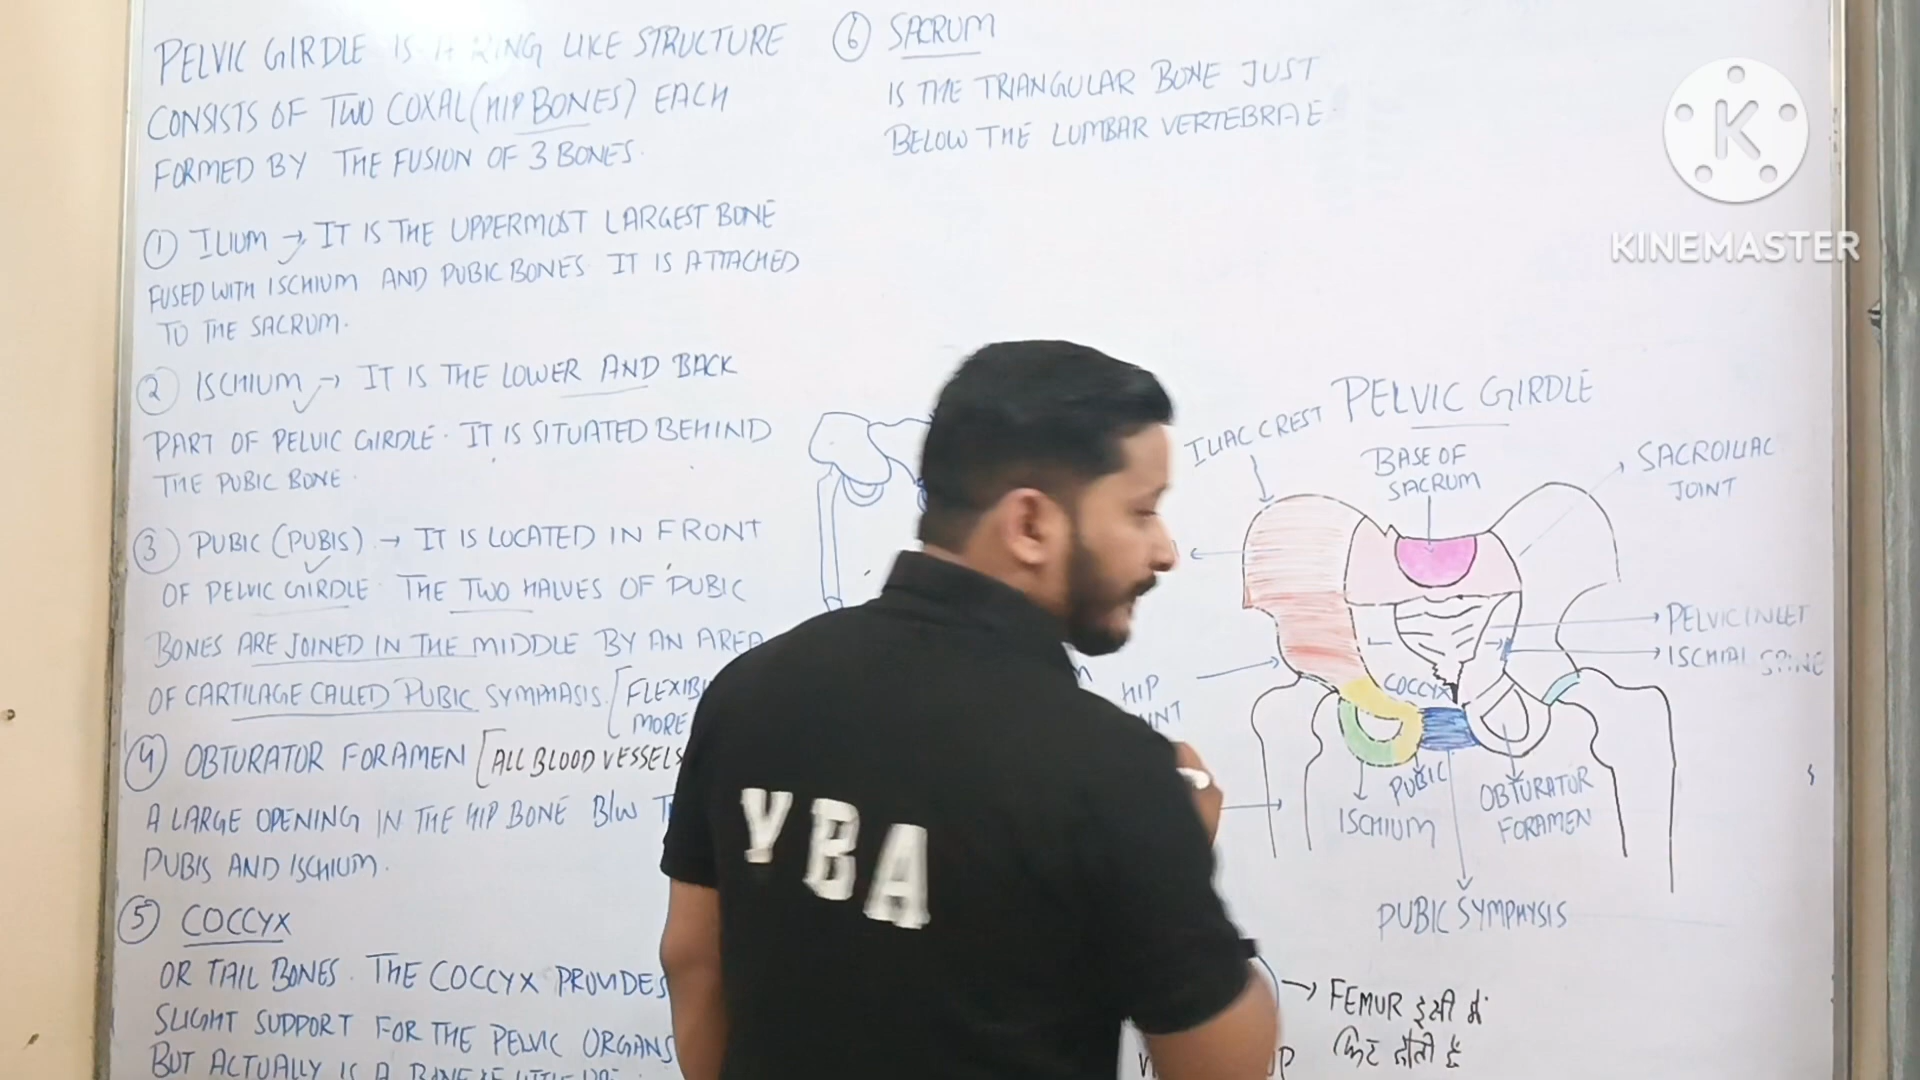 PELVIC GIRDLE IS A RING LIKE STRUCTURE
CONSISTS OF TWO COXAL (HIP BONES) EACH
FORMED BY THE FUSION OF 3 BONES.
① ILIUM → IT IS THE UPPERMOST LARGEST BONE
FUSED WITH ISCHIUM AND PUBIC BONES IT IS ATTACHED
TO THE SACRUM.
② ISCHIUM → IT IS THE LOWER AND BACK
PART OF PELVIC GIRDLE. IT IS SITUATED BEHIND
THE PUBIC BONE.
③ PUBIC (PUBIS) → IT IS LOCATED IN FRONT
OF PELVIC GIRDLE. THE TWO HALVES OF PUBIC
BONES ARE JOINED IN THE MIDDLE BY AN AREA
OF CARTILAGE CALLED PUBIC SYMPHASIS. [FLEXIB
MORE
④ OBTURATOR FORAMEN [ALL BLOOD VESSELS
A LARGE OPENING IN THE HIP BONE B/W
PUBIS AND ISCHIUM.
⑤ COCCYX
OR TAIL BONES. THE COCCYX PROVIDES
SLIGHT SUPPORT FOR THE PELVIC ORGANS
BUT ACTUALLY IS A BONE
⑥ SACRUM
IS THE TRIANGULAR BONE JUST
BELOW THE LUMBAR VERTEBRAE.
KINEMASTER
PELVIC GIRDLE
ILIAC CREST
BASE OF
SACRUM
SACROILIAC
JOINT
PELVIC INLET
ISCHIAL SPINE
COCCYX
HIP
PUBIC
ISCHIUM
OBTURATOR
FORAMEN
PUBIC SYMPHYSIS
→ FEMUR इसी में
फिट होती है
YBA